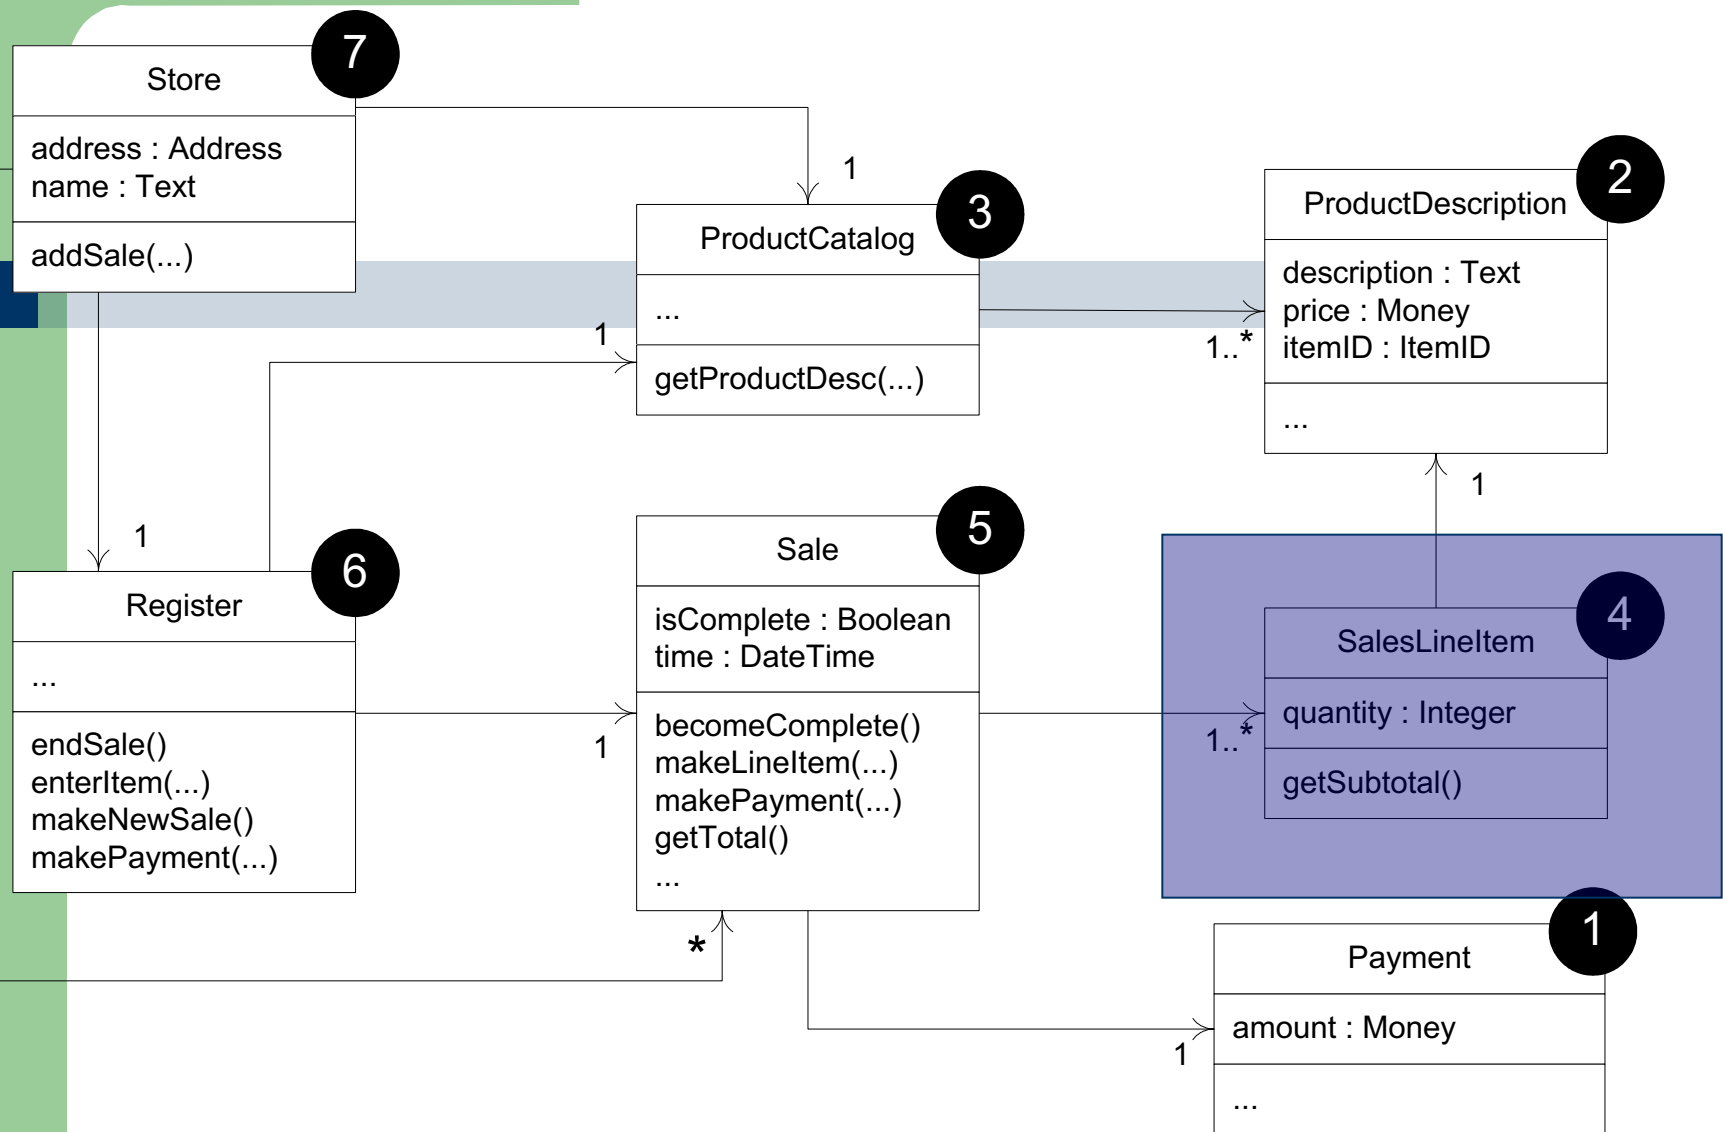 7
Store
address : Address
name : Text
addSale(...)
1
3
ProductCatalog
...
getProductDesc(...)
1
2
ProductDescription
description : Text
price : Money
itemID : ItemID
...
1..*
1
1
6
Register
...
endSale()
enterItem(...)
makeNewSale()
makePayment(...)
1
5
Sale
isComplete : Boolean
time : DateTime
becomeComplete()
makeLineItem(...)
makePayment(...)
getTotal()
...
*
4
SalesLineItem
quantity : Integer
getSubtotal()
1..*
1
Payment
amount : Money
...
1